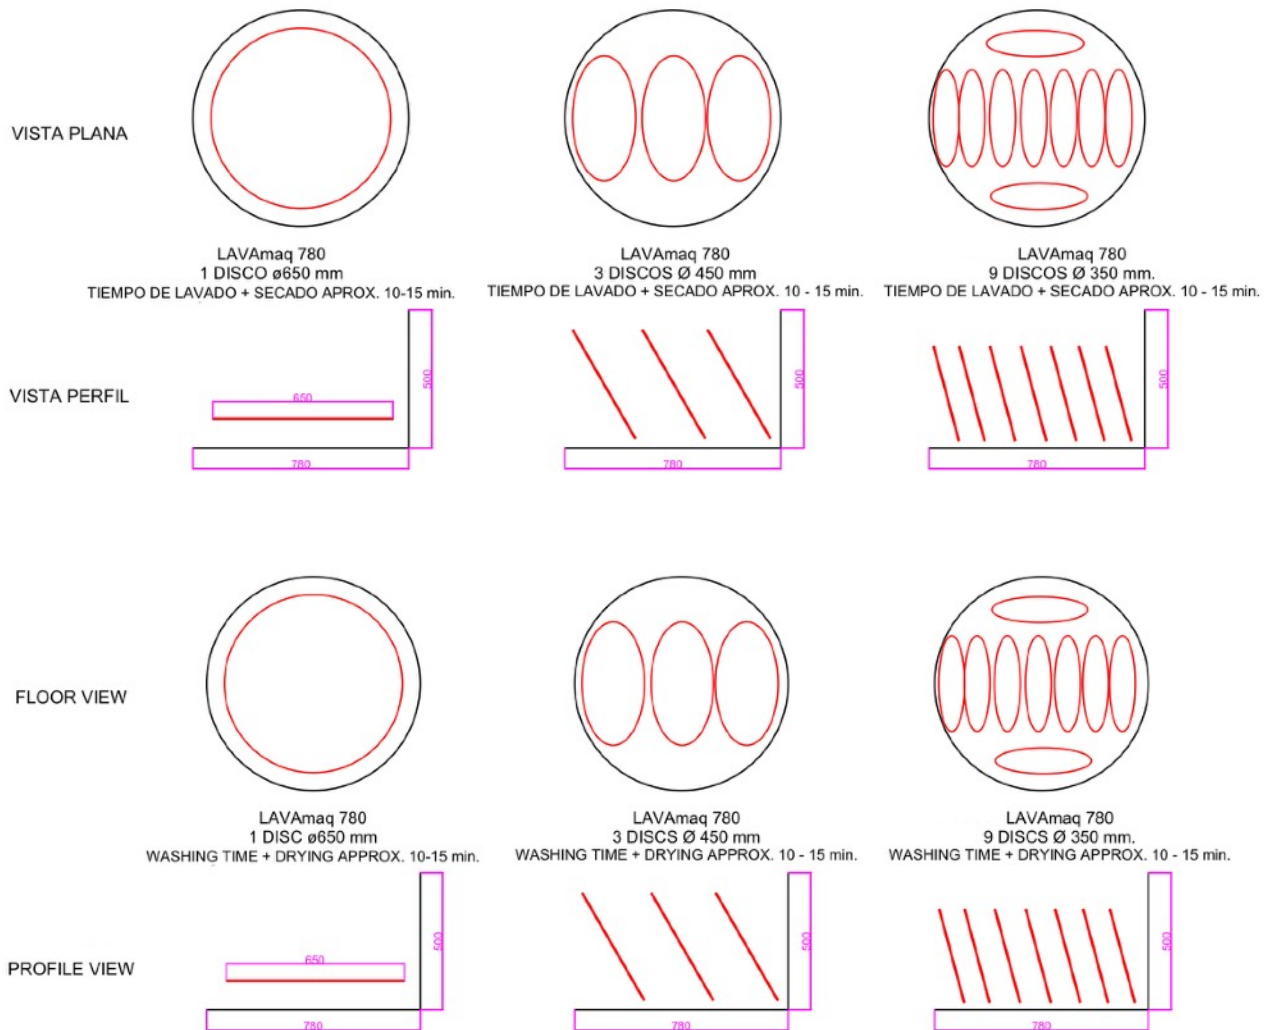 VISTA PLANA
LAVAmaq 780
1 DISCO ø650 mm
TIEMPO DE LAVADO + SECADO APROX. 10-15 min.
LAVAmaq 780
3 DISCOS Ø 450 mm
TIEMPO DE LAVADO + SECADO APROX. 10 - 15 min.
LAVAmaq 780
9 DISCOS Ø 350 mm.
TIEMPO DE LAVADO + SECADO APROX. 10 - 15 min.
VISTA PERFIL
650
500
780
500
780
500
780
FLOOR VIEW
LAVAmaq 780
1 DISC ø650 mm
WASHING TIME + DRYING APPROX. 10-15 min.
LAVAmaq 780
3 DISCS Ø 450 mm
WASHING TIME + DRYING APPROX. 10 - 15 min.
LAVAmaq 780
9 DISCS Ø 350 mm.
WASHING TIME + DRYING APPROX. 10 - 15 min.
PROFILE VIEW
650
500
780
500
780
500
780